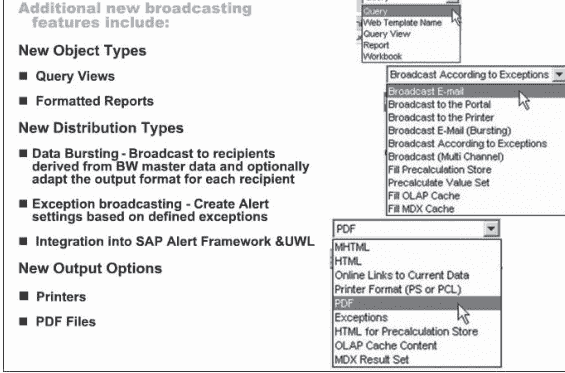 Additional new broadcasting
features include:
New Object Types
■ Query Views
■ Formatted Reports
New Distribution Types
■ Data Bursting - Broadcast to recipients
derived from BW master data and optionally
adapt the output format for each recipient
■ Exception broadcasting - Create Alert
settings based on defined exceptions
■ Integration into SAP Alert Framework &UWL
New Output Options
■ Printers
■ PDF Files
Query
Web Template Name
Query View
Report
Workbook
Broadcast According to Exceptions
Broadcast E-mail
Broadcast to the Portal
Broadcast to the Printer
Broadcast E-Mail (Bursting)
Broadcast According to Exceptions
Broadcast (Multi Channel)
Fill Precalculation Store
Precalculate Value Set
Fill OLAP Cache
Fill MDX Cache
PDF
MHTML
HTML
Online Links to Current Data
Printer Format (PS or PCL)
PDF
Exceptions
HTML for Precalculation Store
OLAP Cache Content
MDX Result Set